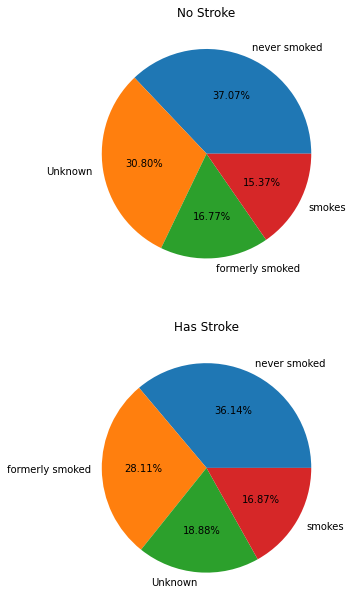 No Stroke
never smoked
37.07%
Unknown
30.80%
15.37%
smokes
16.77%
formerly smoked
Has Stroke
never smoked
36.14%
formerly smoked
28.11%
16.87%
smokes
18.88%
Unknown